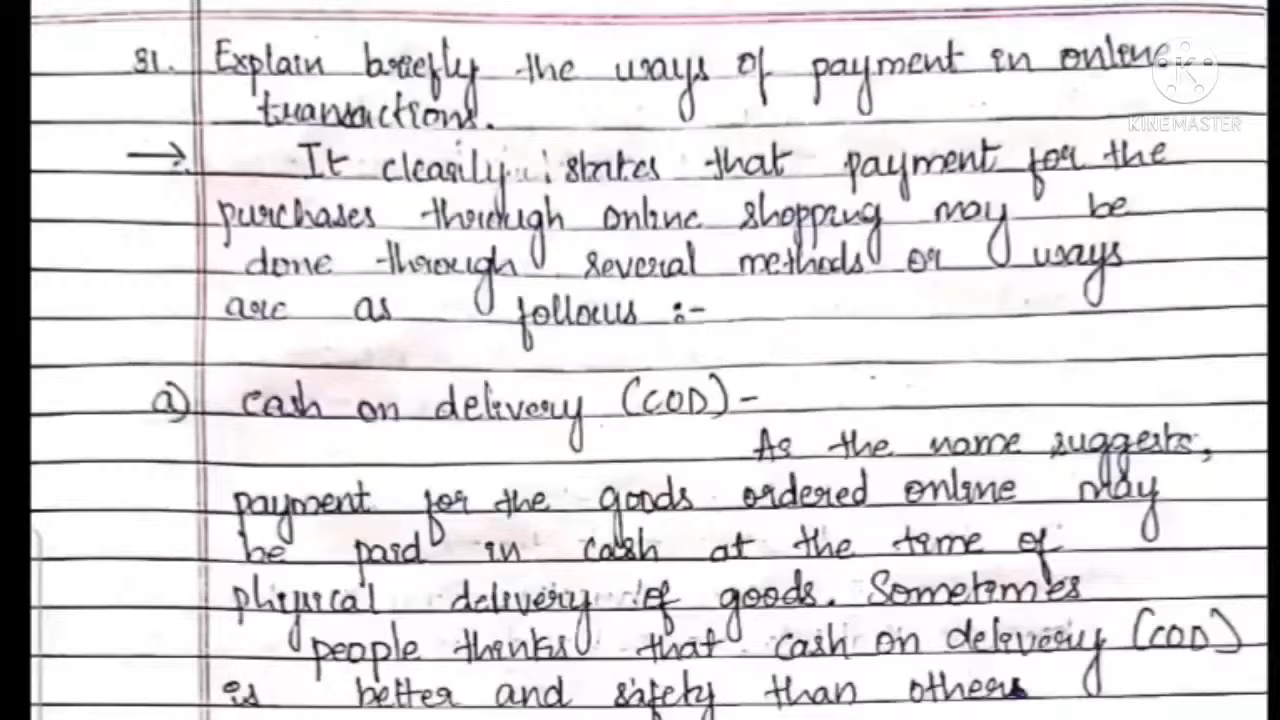 31. Explain briefly the ways of payment in online
transactions.
KINEMASTER
→ It clearly states that payment for the
purchases through online shopping may be
done through several methods or ways
are as follows :-
a) Cash on delivery (COD) -
As the name suggests,
payment for the goods ordered online may
be paid in cash at the time of
physical delivery of goods. Sometimes
people thinks that cash on delivery (COD)
is better and safety than others